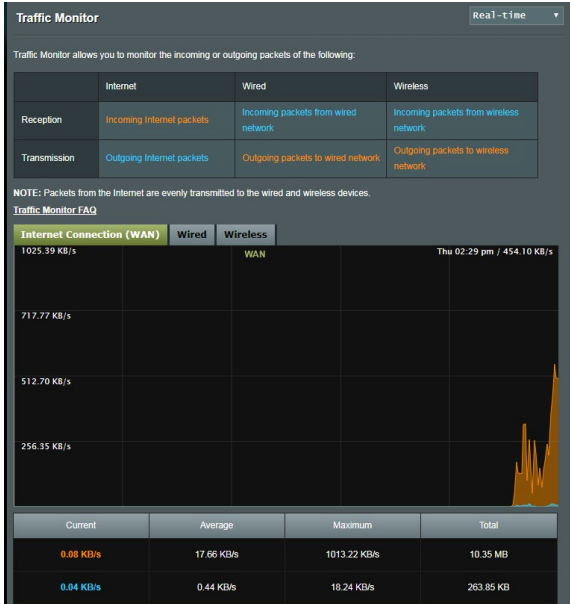 Traffic Monitor
Real-time
Traffic Monitor allows you to monitor the incoming or outgoing packets of the following:
Internet Wired Wireless
Reception Incoming Internet packets Incoming packets from wired network Incoming packets from wireless network
Transmission Outgoing Internet packets Outgoing packets to wired network Outgoing packets to wireless network
NOTE: Packets from the Internet are evenly transmitted to the wired and wireless devices.
Traffic Monitor FAQ
Internet Connection (WAN) Wired Wireless
1025.39 KB/s WAN Thu 02:29 pm / 454.10 KB/s
717.77 KB/s
512.70 KB/s
256.35 KB/s
Current Average Maximum Total
0.08 KB/s 17.66 KB/s 1013.22 KB/s 10.35 MB
0.04 KB/s 0.44 KB/s 18.24 KB/s 263.85 KB